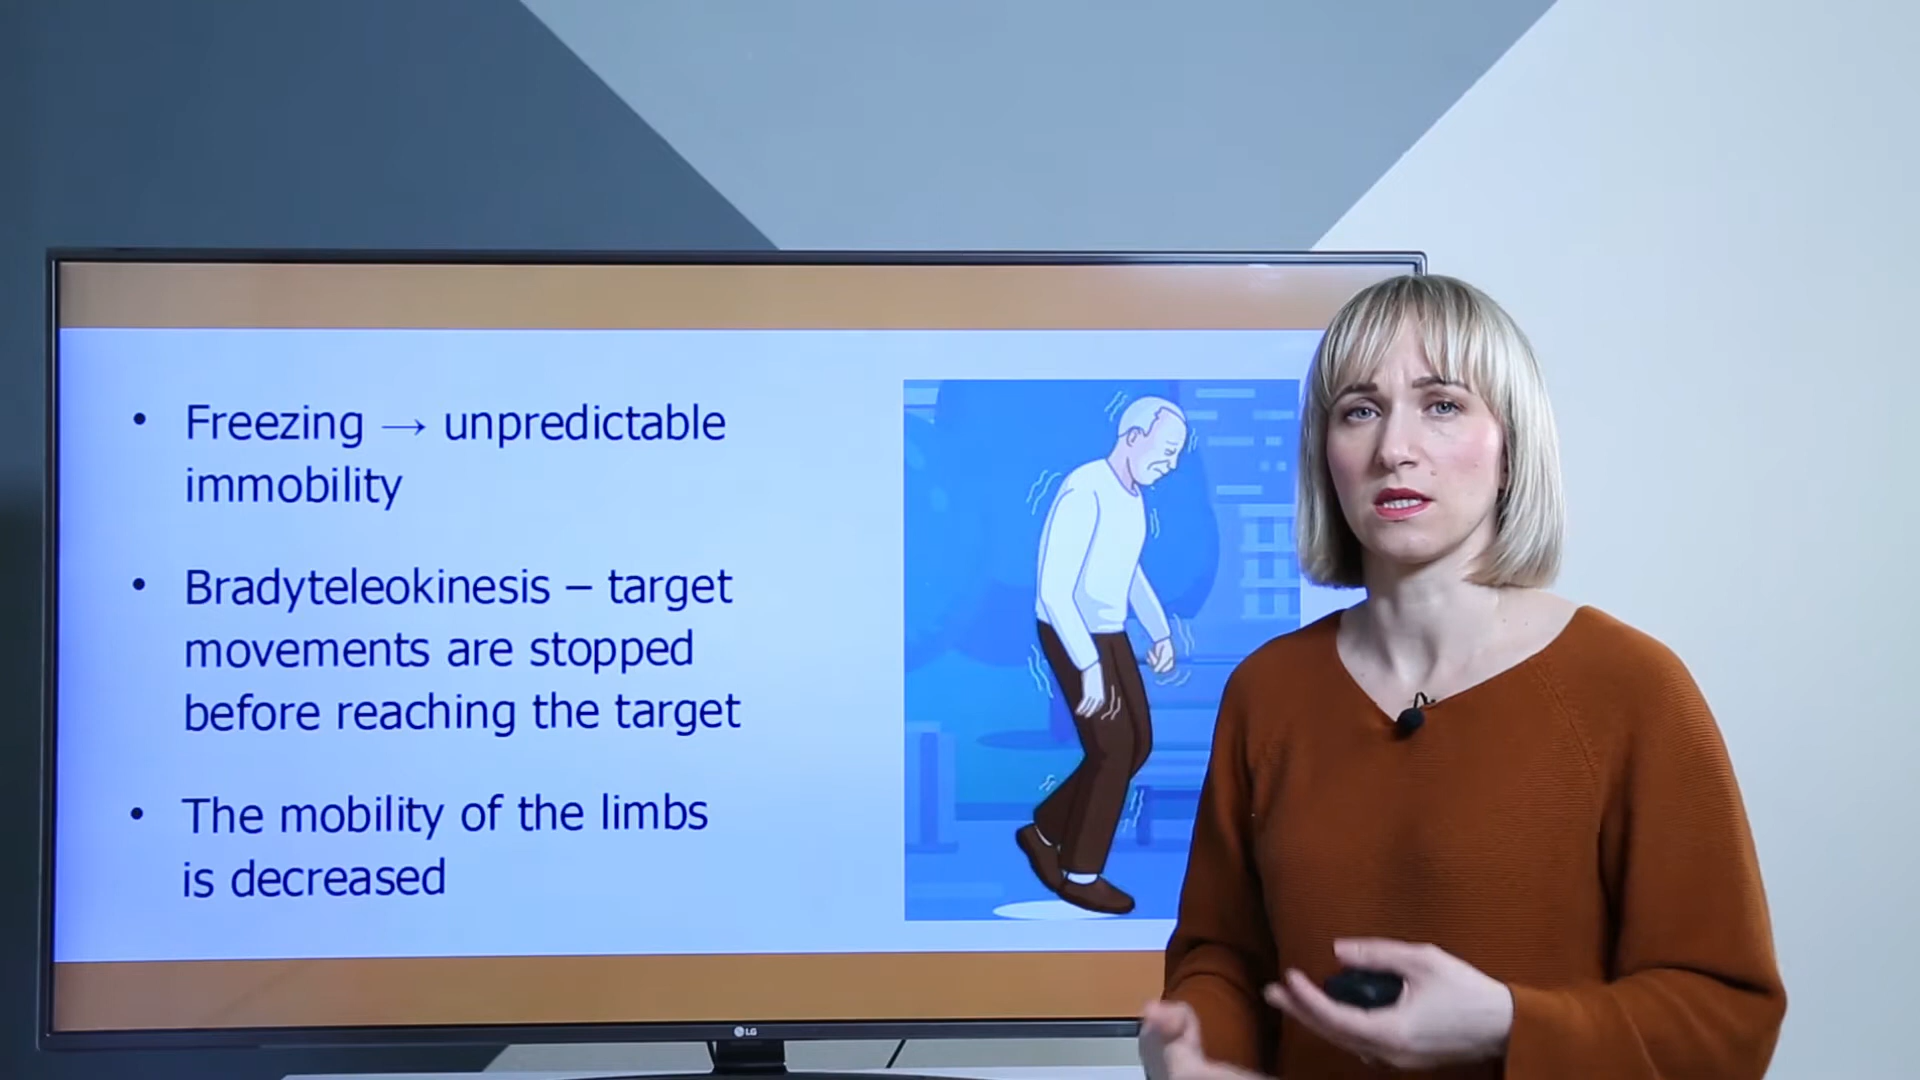 • Freezing → unpredictable
immobility
• Bradyteleokinesis – target
movements are stopped
before reaching the target
• The mobility of the limbs
is decreased
LG